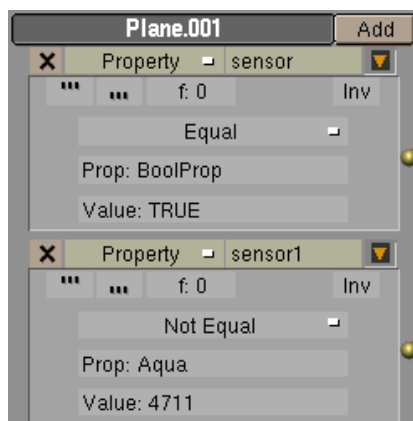 Plane.001 Add
X Property sensor
f: 0 Inv
Equal
Prop: BoolProp
Value: TRUE
X Property sensor1
f: 0 Inv
Not Equal
Prop: Aqua
Value: 4711